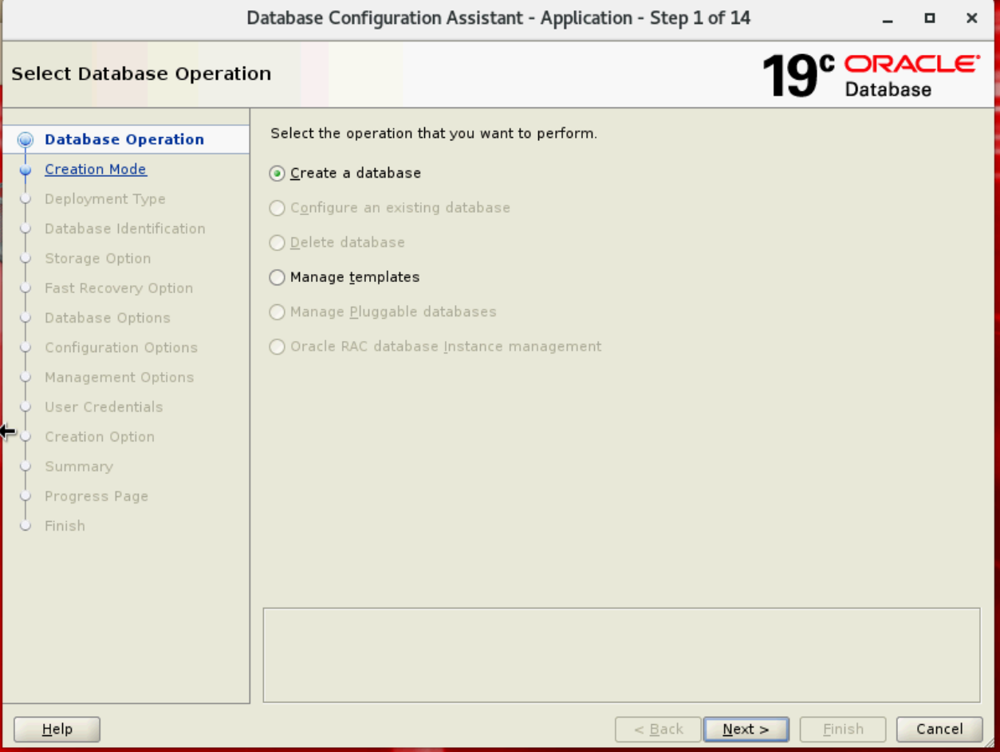 Database Configuration Assistant - Application - Step 1 of 14
Select Database Operation
19c ORACLE
Database
Database Operation
Creation Mode
Deployment Type
Database Identification
Storage Option
Fast Recovery Option
Database Options
Configuration Options
Management Options
User Credentials
Creation Option
Summary
Progress Page
Finish
Select the operation that you want to perform.
Create a database
Configure an existing database
Delete database
Manage templates
Manage Pluggable databases
Oracle RAC database Instance management
Help
< Back
Next >
Finish
Cancel